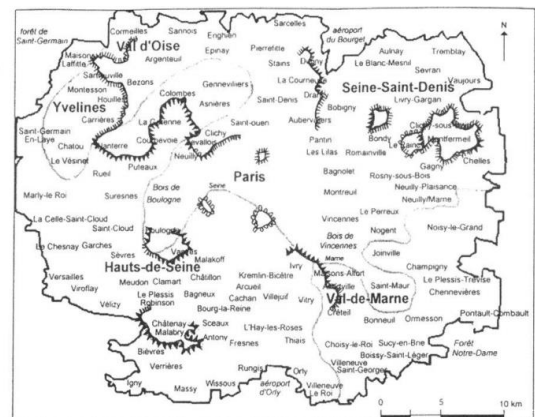 forêt de
Saint-Germain
Cormeilles
Sannois
Enghien
Sarcelles
aéroport
du Bourget
N
Val d'Oise
Epinay
Pierrefitte
Aulnay
Tremblay
Maisons
Laffitte
Argenteuil
Stains
Dugny
Le Blanc-Mesnil
Sevran
Sartrouville
Bezons
Gennevilliers
La Courneuve
Vaujours
Montesson
Houilles
Colombes
Drancy
Seine-Saint-Denis
Livry-Gargan
Yvelines
Asnières
Saint-Denis
Bobigny
Carrières
La Garenne
Saint-ouen
Aubervilliers
Clichy-sous-Bois
Saint-Germain
En-Laye
Courbevoie
Clichy
Levallois
Pantin
Bondy
Le Raincy
Montfermeil
Chatou
Nanterre
Neuilly
Les Lilas
Romainville
Le Vésinet
Puteaux
Gagny
Chelles
Rueil
Paris
Bagnolet
Rosny-sous-Bois
Marly-le Roi
Suresnes
Bois de
Boulogne
Seine
Montreuil
Neuilly-Plaisance
Neuilly/Marne
La Celle-Saint-Cloud
Saint-Cloud
Vincennes
Le Perreux
Boulogne
Bois de
Vincennes
Nogent
Noisy-le-Grand
Le Chesnay
Garches
Sèvres
Vanves
Malakoff
Joinville
Hauts-de-Seine
Ivry
Marne
Versailles
Meudon
Clamart
Châtillon
Kremlin-Bicêtre
Maisons-Alfort
Champigny
Viroflay
Arcueil
Alfortville
Saint-Maur
Le Plessis-Trévise
Vélizy
Le Plessis
Robinson
Bagneux
Cachan
Villejuif
Vitry
Val-de-Marne
Chennevières
Bourg-la-Reine
Créteil
Châtenay
Malabry
Sceaux
L'Hay-les-Roses
Bonneuil
Ormesson
Pontault-Combault
Bièvres
Antony
Fresnes
Thiais
Choisy-le-Roi
Sucy-en-Brie
Forêt
Notre-Dame
Verrières
Villeneuve
Saint-Georges
Boissy-Saint-Léger
Rungis
Orly
Igny
Massy
Wissous
aéroport
d'Orly
Villeneuve
Le Roi
0
5
10 km